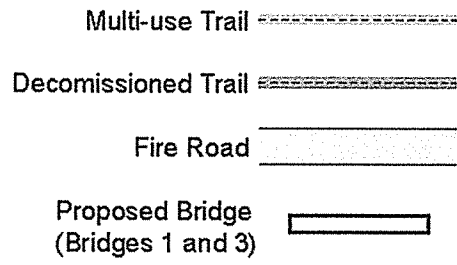 Multi-use Trail
Decomissioned Trail
Fire Road
Proposed Bridge
(Bridges 1 and 3)